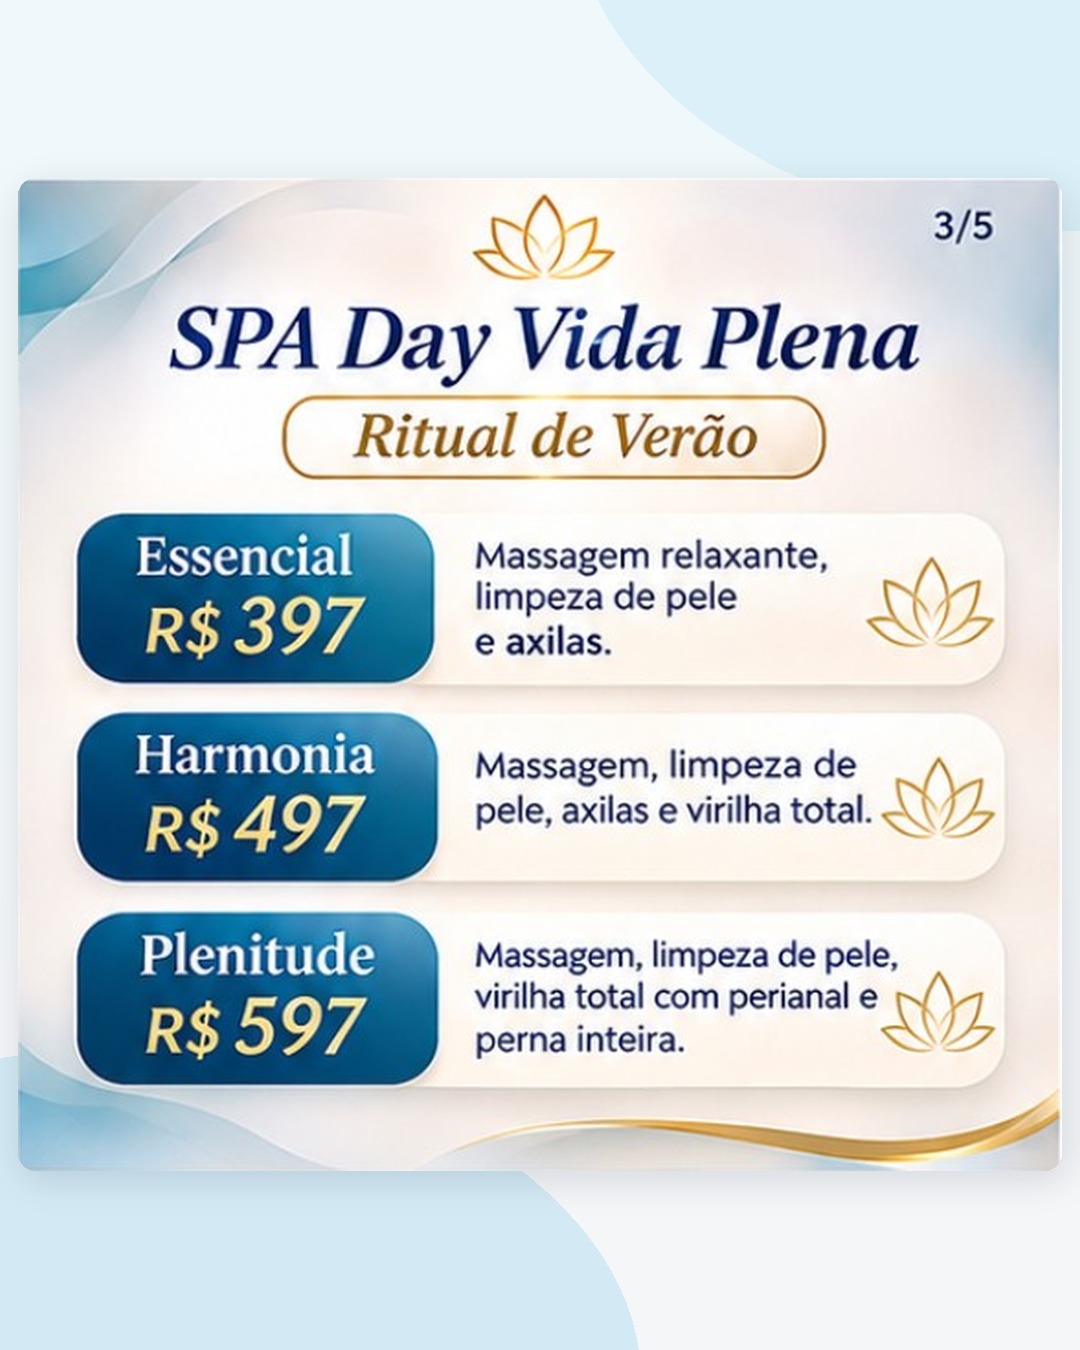 3/5
SPA Day Vida Plena
Ritual de Verão
Essencial
R$ 397
Massagem relaxante,
limpeza de pele
e axilas.
Harmonia
R$ 497
Massagem, limpeza de
pele, axilas e virilha total.
Plenitude
R$ 597
Massagem, limpeza de pele,
virilha total com perianal e
perna inteira.